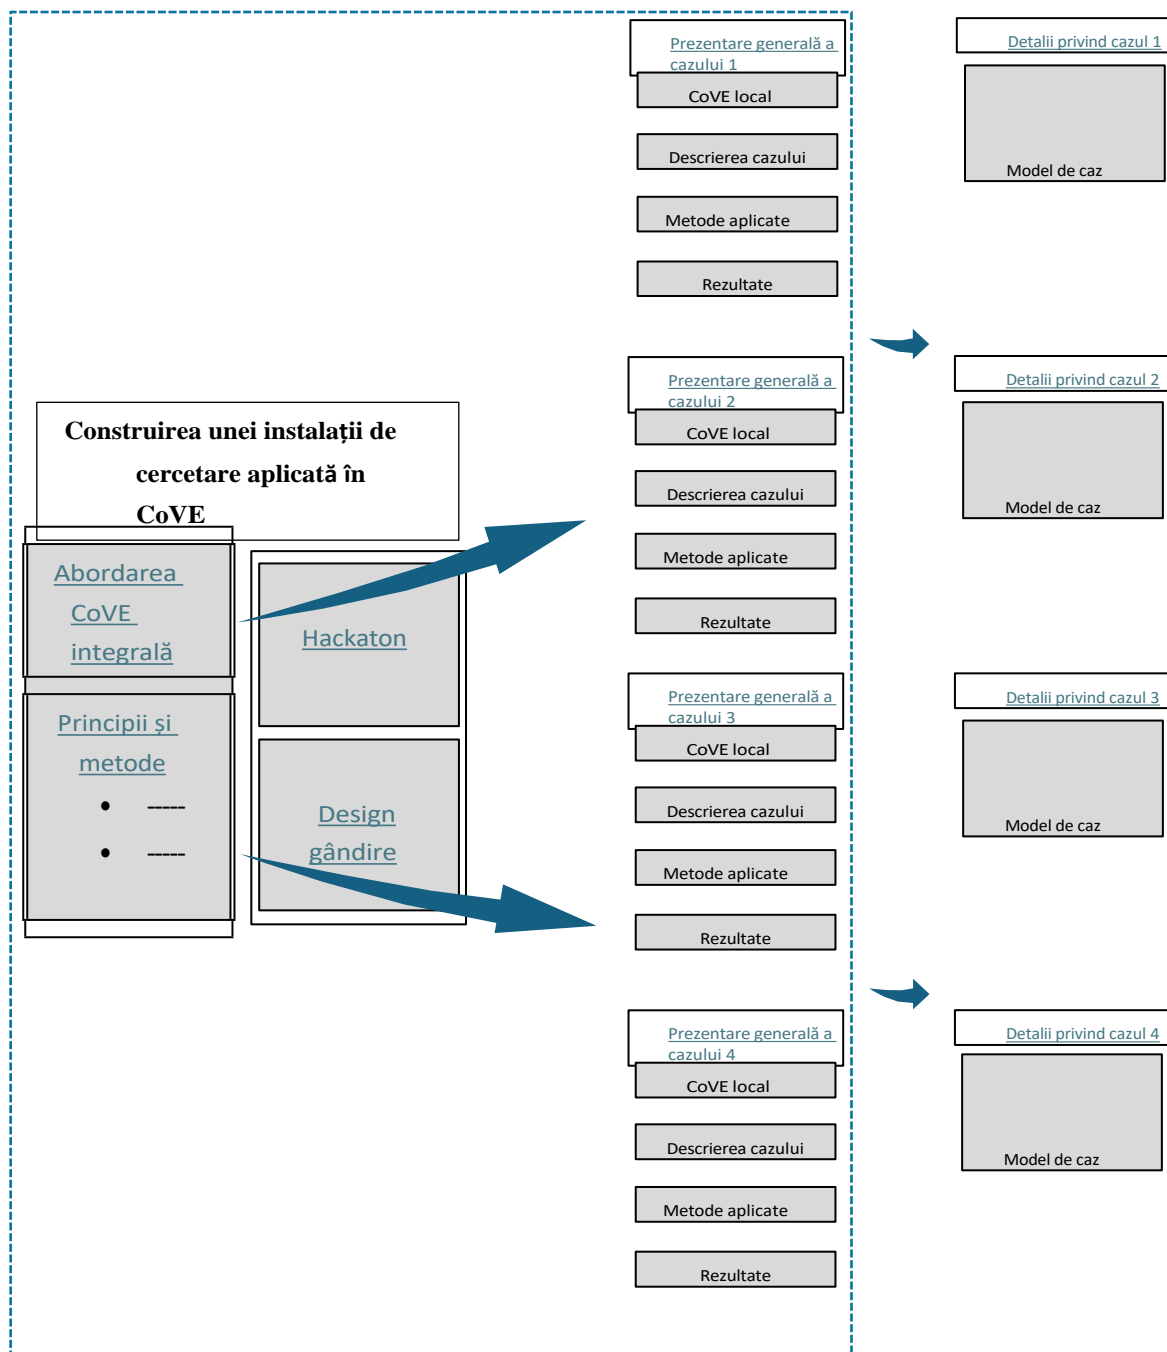 Construirea unei instalații de
cercetare aplicată în
CoVE
Abordarea
CoVE
integrală
Principii și
metode
• -----
• -----
Hackaton
Design
gândire
Prezentare generală a
cazului 1
CoVE local
Descrierea cazului
Metode aplicate
Rezultate
Prezentare generală a
cazului 2
CoVE local
Descrierea cazului
Metode aplicate
Rezultate
Prezentare generală a
cazului 3
CoVE local
Descrierea cazului
Metode aplicate
Rezultate
Prezentare generală a
cazului 4
CoVE local
Descrierea cazului
Metode aplicate
Rezultate
Detalii privind cazul 1
Model de caz
Detalii privind cazul 2
Model de caz
Detalii privind cazul 3
Model de caz
Detalii privind cazul 4
Model de caz